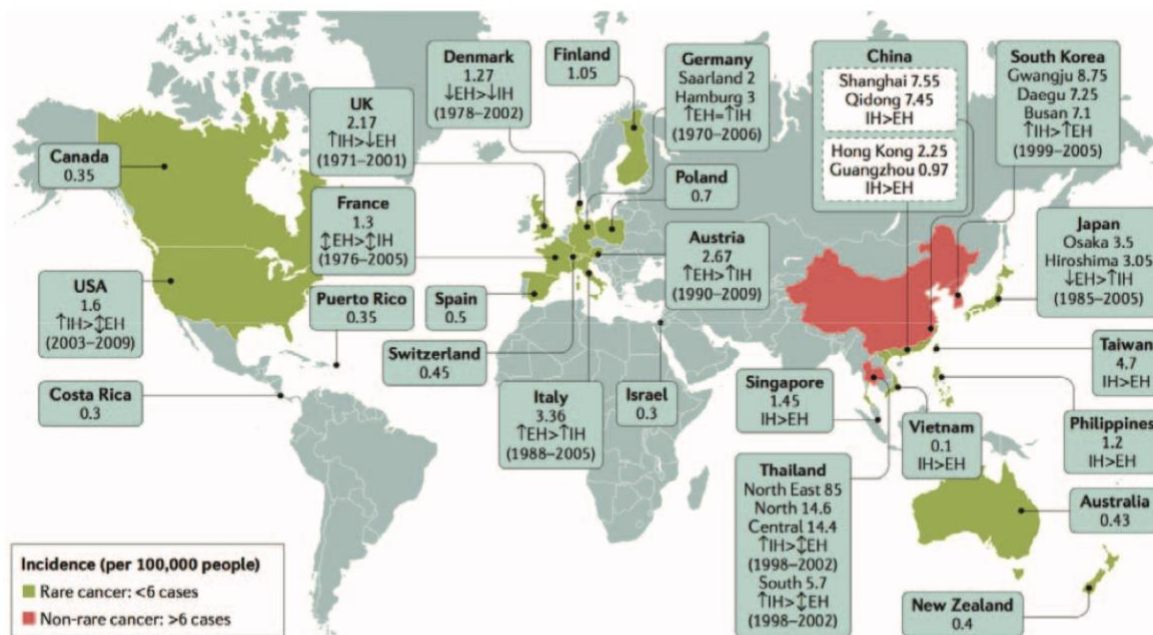 Denmark
1.27
↓EH>↓IH
(1978–2002)
Finland
1.05
Germany
Saarland 2
Hamburg 3
↑EH=↑IH
(1970–2006)
China
Shanghai 7.55
Qidong 7.45
IH>EH
Hong Kong 2.25
Guangzhou 0.97
IH>EH
South Korea
Gwangju 8.75
Daegu 7.25
Busan 7.1
↑IH>↑EH
(1999–2005)
UK
2.17
↑IH>↓EH
(1971–2001)
Canada
0.35
Poland
0.7
France
1.3
↕EH>↕IH
(1976–2005)
Austria
2.67
↑EH>↑IH
(1990–2009)
Japan
Osaka 3.5
Hiroshima 3.05
↓EH>↑IH
(1985–2005)
USA
1.6
↑IH>↕EH
(2003–2009)
Puerto Rico
0.35
Spain
0.5
Switzerland
0.45
Taiwan
4.7
IH>EH
Costa Rica
0.3
Italy
3.36
↑EH>↑IH
(1988–2005)
Israel
0.3
Singapore
1.45
IH>EH
Vietnam
0.1
IH>EH
Philippines
1.2
IH>EH
Thailand
North East 85
North 14.6
Central 14.4
↑IH>↕EH
(1998–2002)
South 5.7
↑IH>↕EH
(1998–2002)
Australia
0.43
New Zealand
0.4
Incidence (per 100,000 people)
Rare cancer: <6 cases
Non-rare cancer: >6 cases